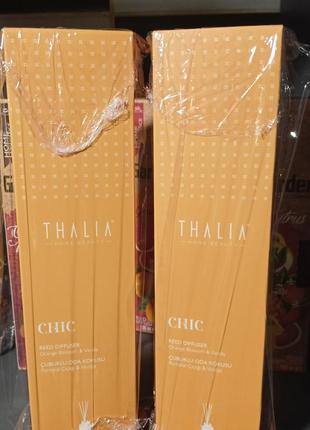 THALIA
HOME BEAUTY
CHIC
REED DIFFUSER
Orange Blossom & Vanilla
ÇUBUKLU ODA KOKUSU
Portakal Çiçeği & Vanilya
THALIA
HOME BEAUTY
CHIC
REED DIFFUSER
Orange Blossom & Vanilla
ÇUBUKLU ODA KOKUSU
Portakal Çiçeği & Vanilya